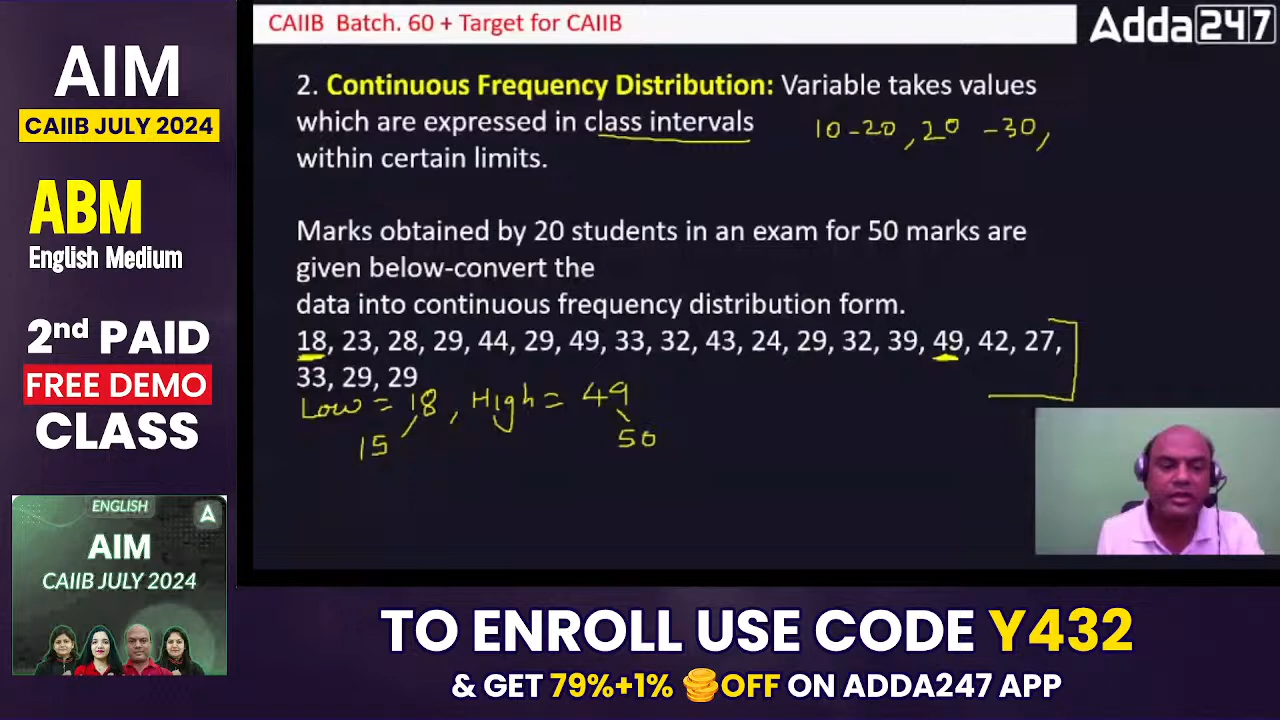 AIM
CAIIB JULY 2024
ABM
English Medium
2nd PAID
FREE DEMO
CLASS
ENGLISH
A
AIM
CAIIB JULY 2024
CAIIB Batch. 60 + Target for CAIIB
Adda247
2. Continuous Frequency Distribution: Variable takes values
which are expressed in class intervals 10-20, 20 -30,
within certain limits.
Marks obtained by 20 students in an exam for 50 marks are
given below-convert the
data into continuous frequency distribution form.
18, 23, 28, 29, 44, 29, 49, 33, 32, 43, 24, 29, 32, 39, 49, 42, 27,
33, 29, 29
Low = 18, High = 49
15 50
TO ENROLL USE CODE Y432
& GET 79%+1% OFF ON ADDA247 APP